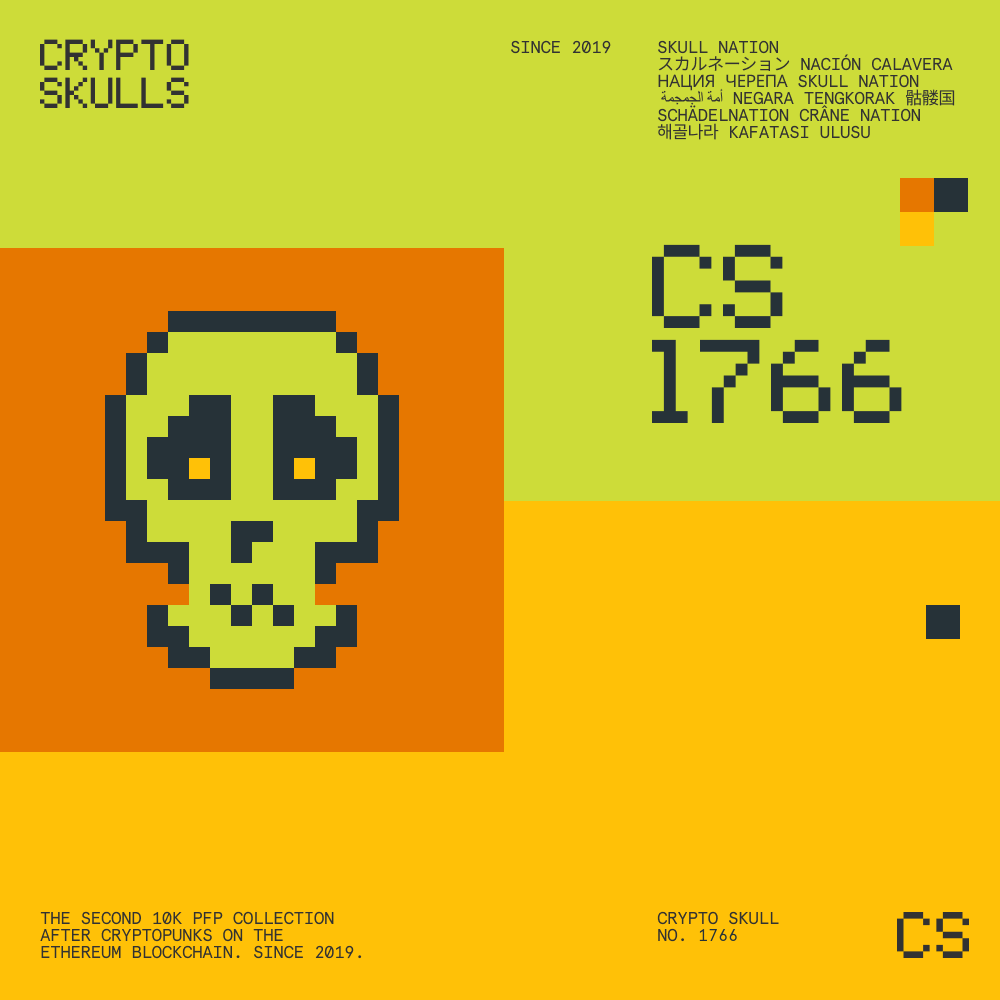 CRYPTO
SKULLS
SINCE 2019
SKULL NATION
スカルネーション NACIÓN CALAVERA
НАЦИЯ ЧЕРЕПА SKULL NATION
أمة الجمجمة NEGARA TENGKORAK 骷髅国
SCHÄDELNATION CRÂNE NATION
해골나라 KAFATASI ULUSU
CS
1766
THE SECOND 10K PFP COLLECTION
AFTER CRYPTOPUNKS ON THE
ETHEREUM BLOCKCHAIN. SINCE 2019.
CRYPTO SKULL
NO. 1766
CS